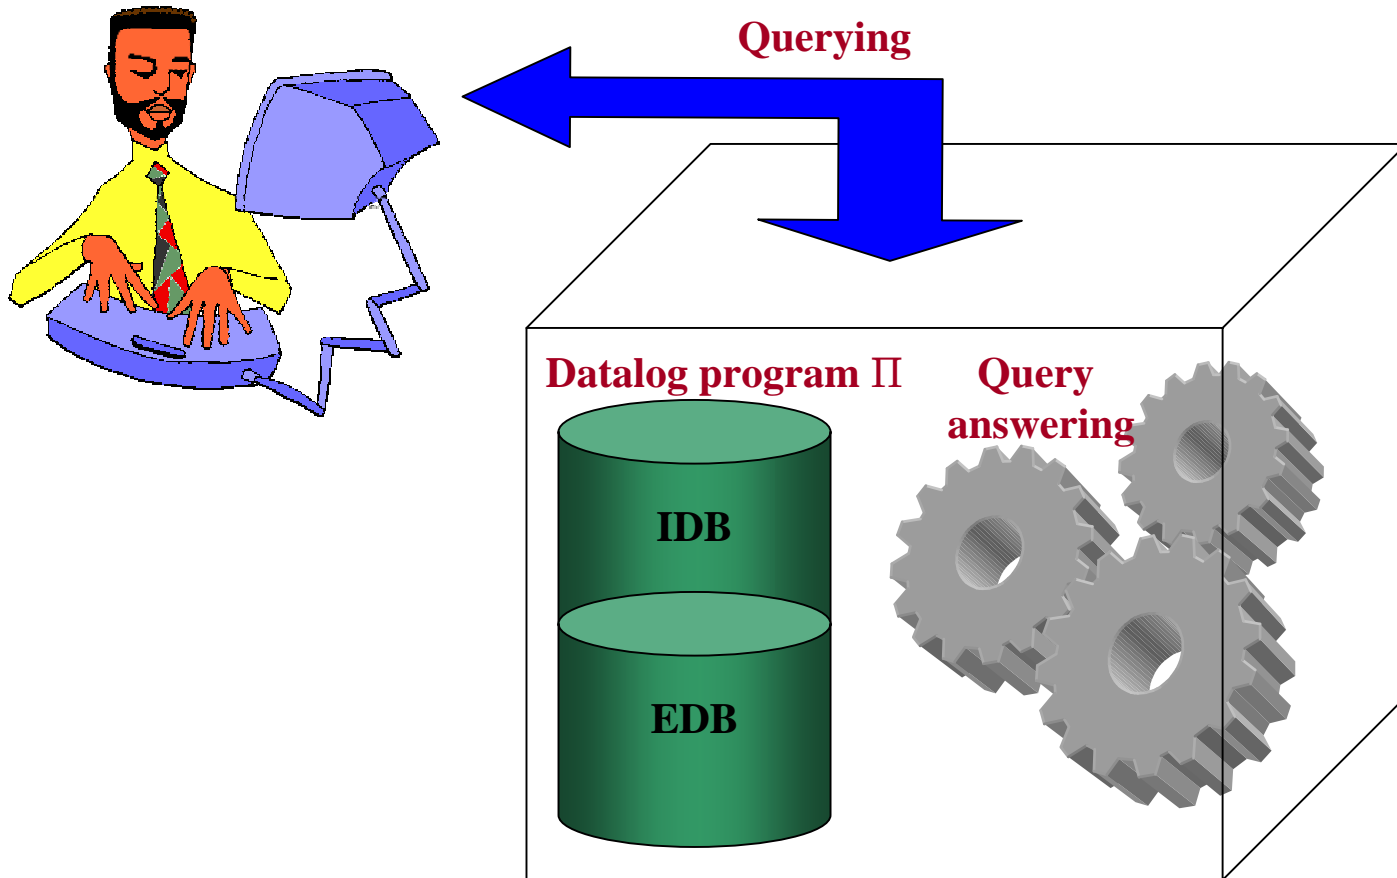 Querying
Datalog program Π
Query
answering
IDB
EDB